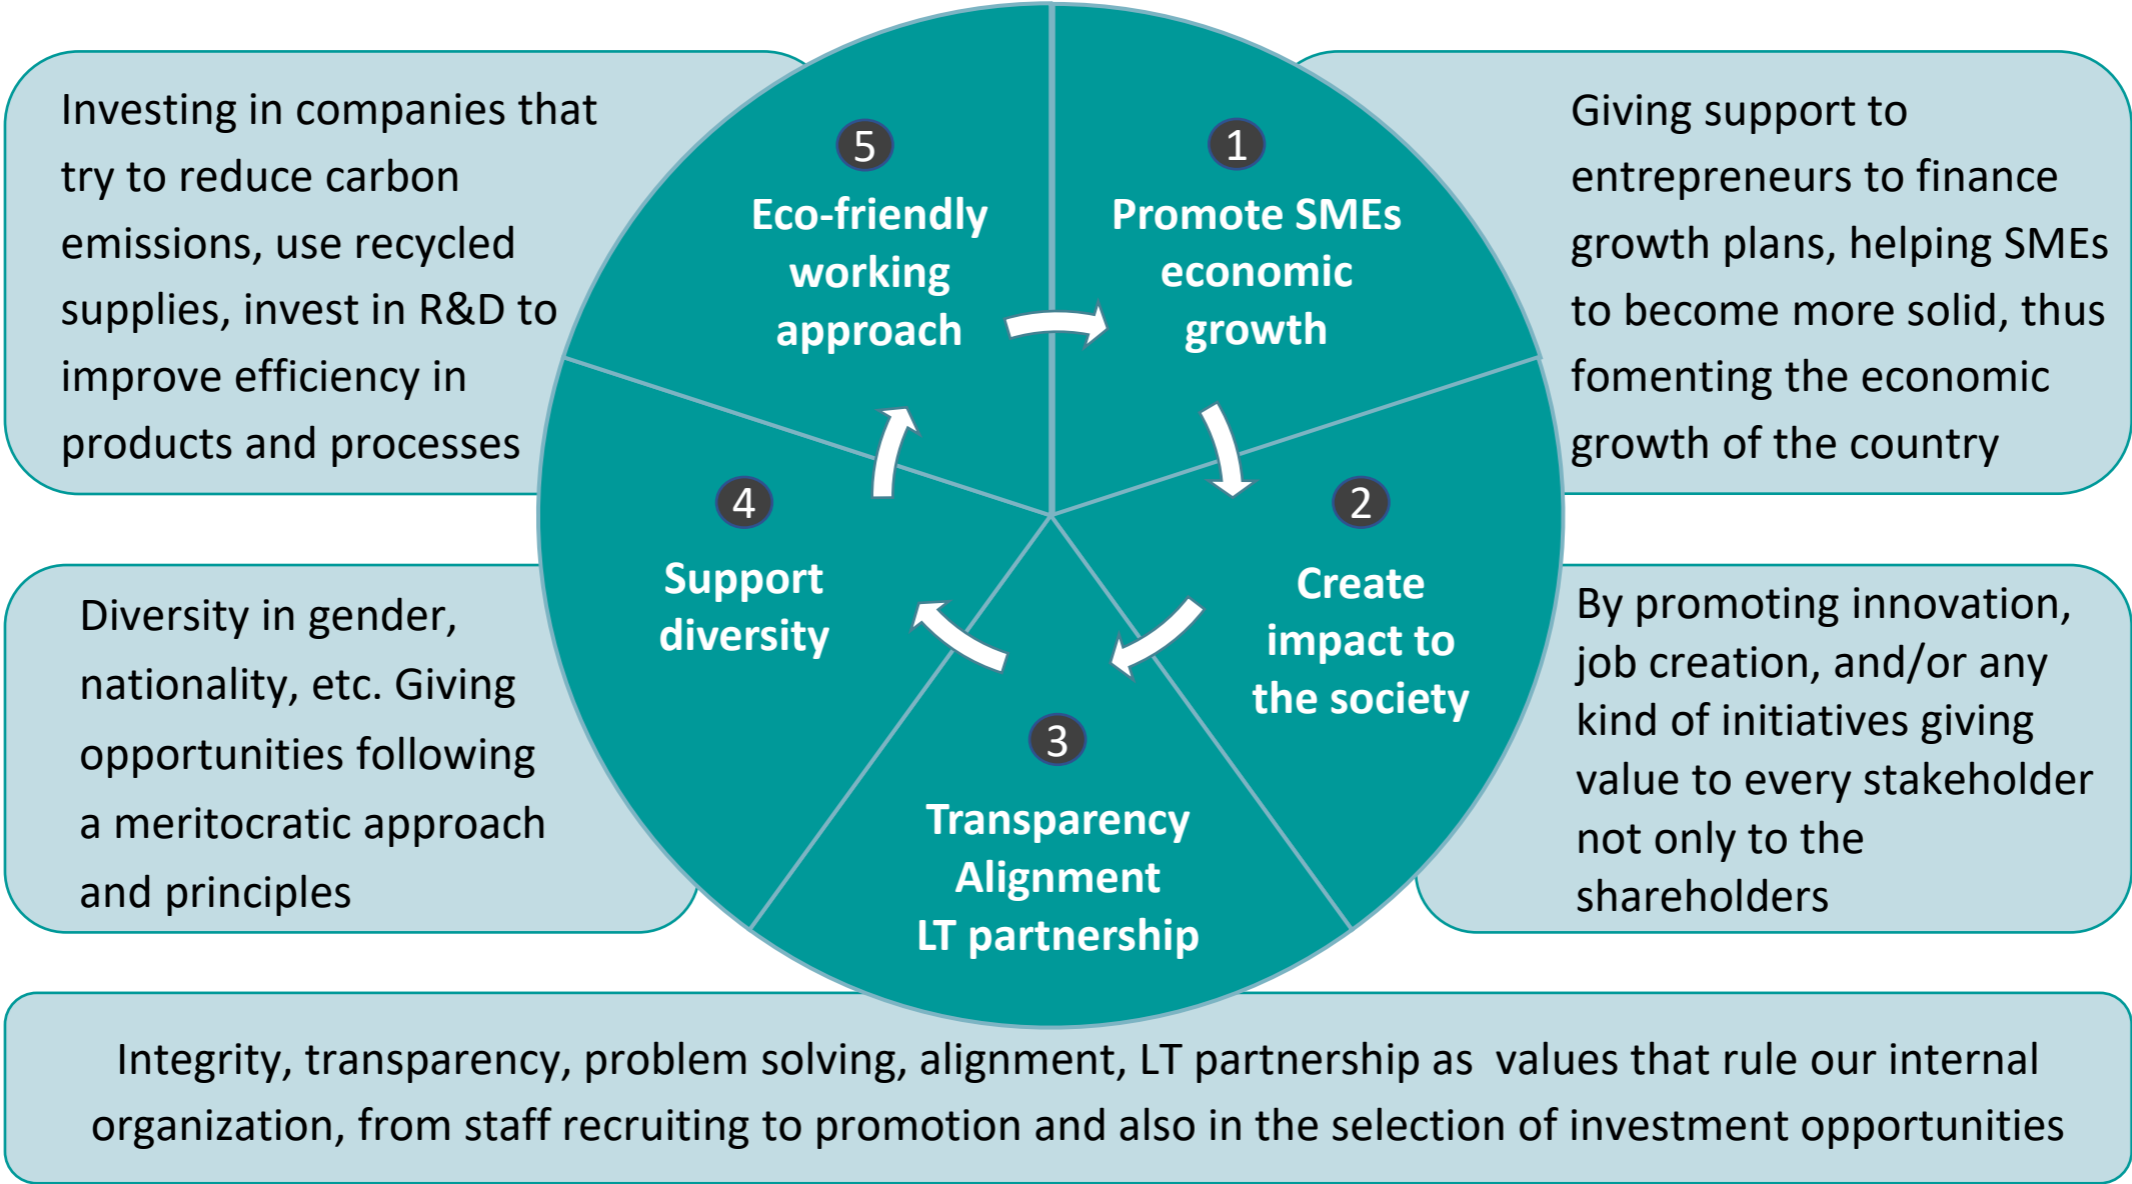 Investing in companies that
try to reduce carbon
emissions, use recycled
supplies, invest in R&D to
improve efficiency in
products and processes
5
Eco-friendly
working
approach
1
Promote SMEs
economic
growth
Giving support to
entrepreneurs to finance
growth plans, helping SMEs
to become more solid, thus
fomenting the economic
growth of the country
Diversity in gender,
nationality, etc. Giving
opportunities following
a meritocratic approach
and principles
4
Support
diversity
2
Create
impact to
the society
By promoting innovation,
job creation, and/or any
kind of initiatives giving
value to every stakeholder
not only to the
shareholders
3
Transparency
Alignment
LT partnership
Integrity, transparency, problem solving, alignment, LT partnership as values that rule our internal
organization, from staff recruiting to promotion and also in the selection of investment opportunities